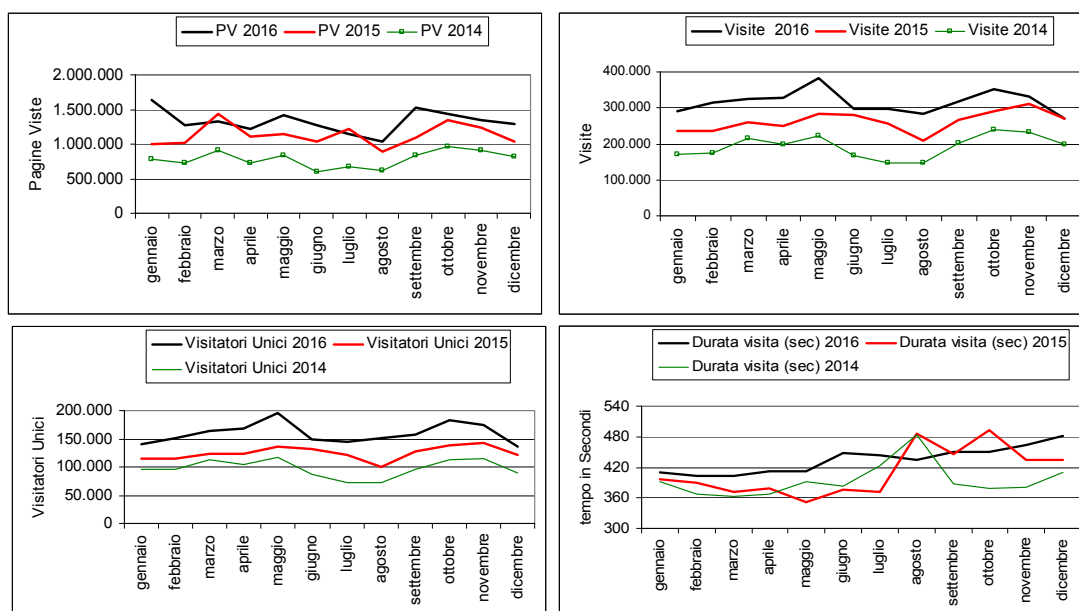 PV 2016 PV 2015 PV 2014
Pagine Viste
2.000.000
1.500.000
1.000.000
500.000
0
gennaio
febbraio
marzo
aprile
maggio
giugno
luglio
agosto
settembre
ottobre
novembre
dicembre
Visite 2016 Visite 2015 Visite 2014
Visite
400.000
300.000
200.000
100.000
0
gennaio
febbraio
marzo
aprile
maggio
giugno
luglio
agosto
settembre
ottobre
novembre
dicembre
Visitatori Unici 2016 Visitatori Unici 2015
Visitatori Unici 2014
Visitatori Unici
200.000
150.000
100.000
50.000
0
gennaio
febbraio
marzo
aprile
maggio
giugno
luglio
agosto
settembre
ottobre
novembre
dicembre
Durata visita (sec) 2016 Durata visita (sec) 2015
Durata visita (sec) 2014
tempo in Secondi
540
480
420
360
300
gennaio
febbraio
marzo
aprile
maggio
giugno
luglio
agosto
settembre
ottobre
novembre
dicembre